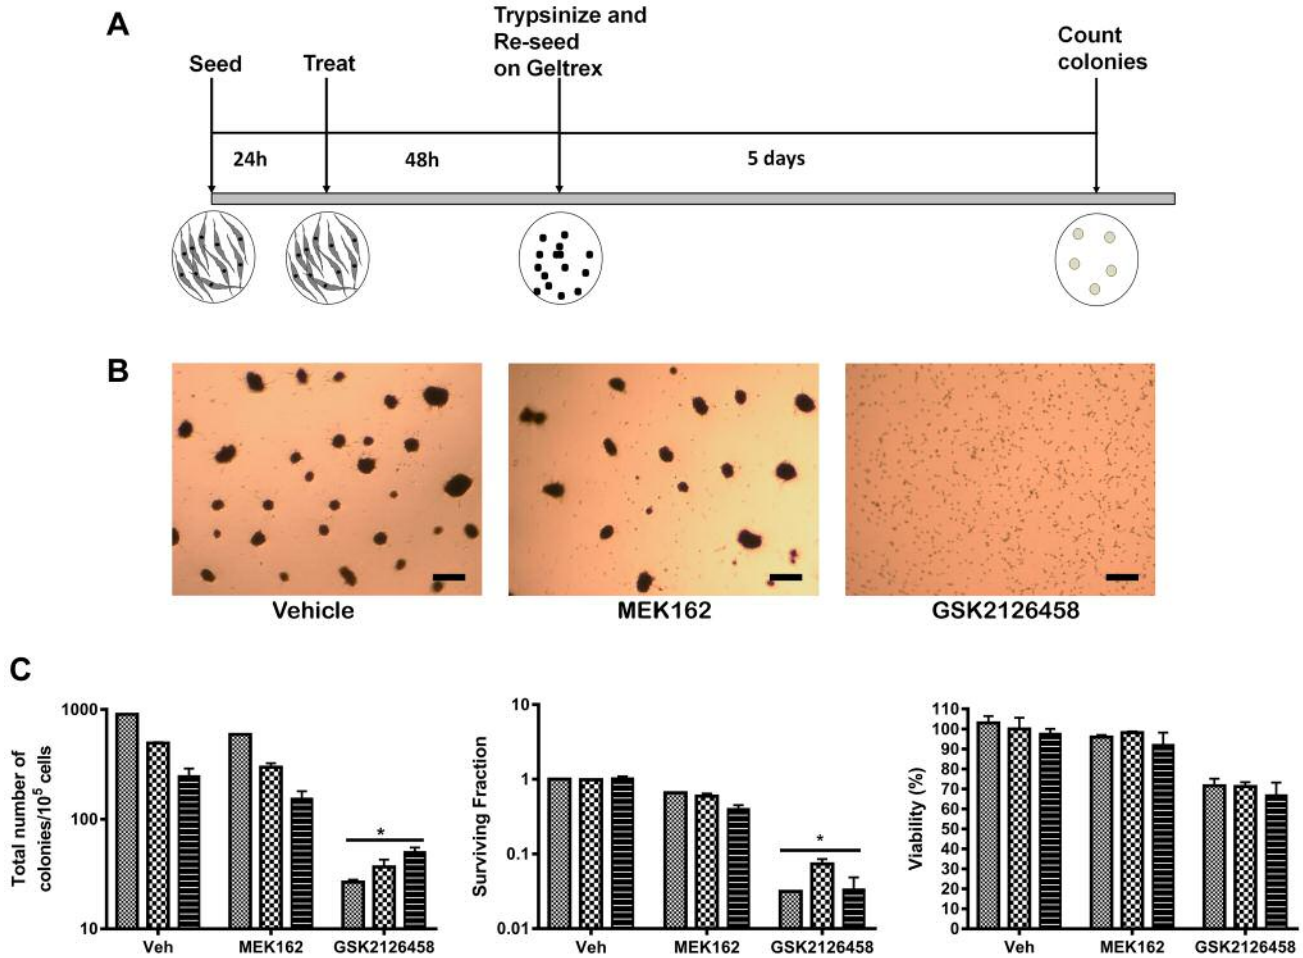 A
Trypsinize and
Re-seed
on Geltrex
Count
colonies
Seed
Treat
24h
48h
5 days
B
Vehicle
MEK162
GSK2126458
C
Total number of
colonies/10⁵ cells
1000
100
10
*
Veh
MEK162
GSK2126458
Surviving Fraction
10
1
0.1
0.01
*
Veh
MEK162
GSK2126458
Viability (%)
110
100
90
80
70
60
50
40
30
20
10
0
Veh
MEK162
GSK2126458